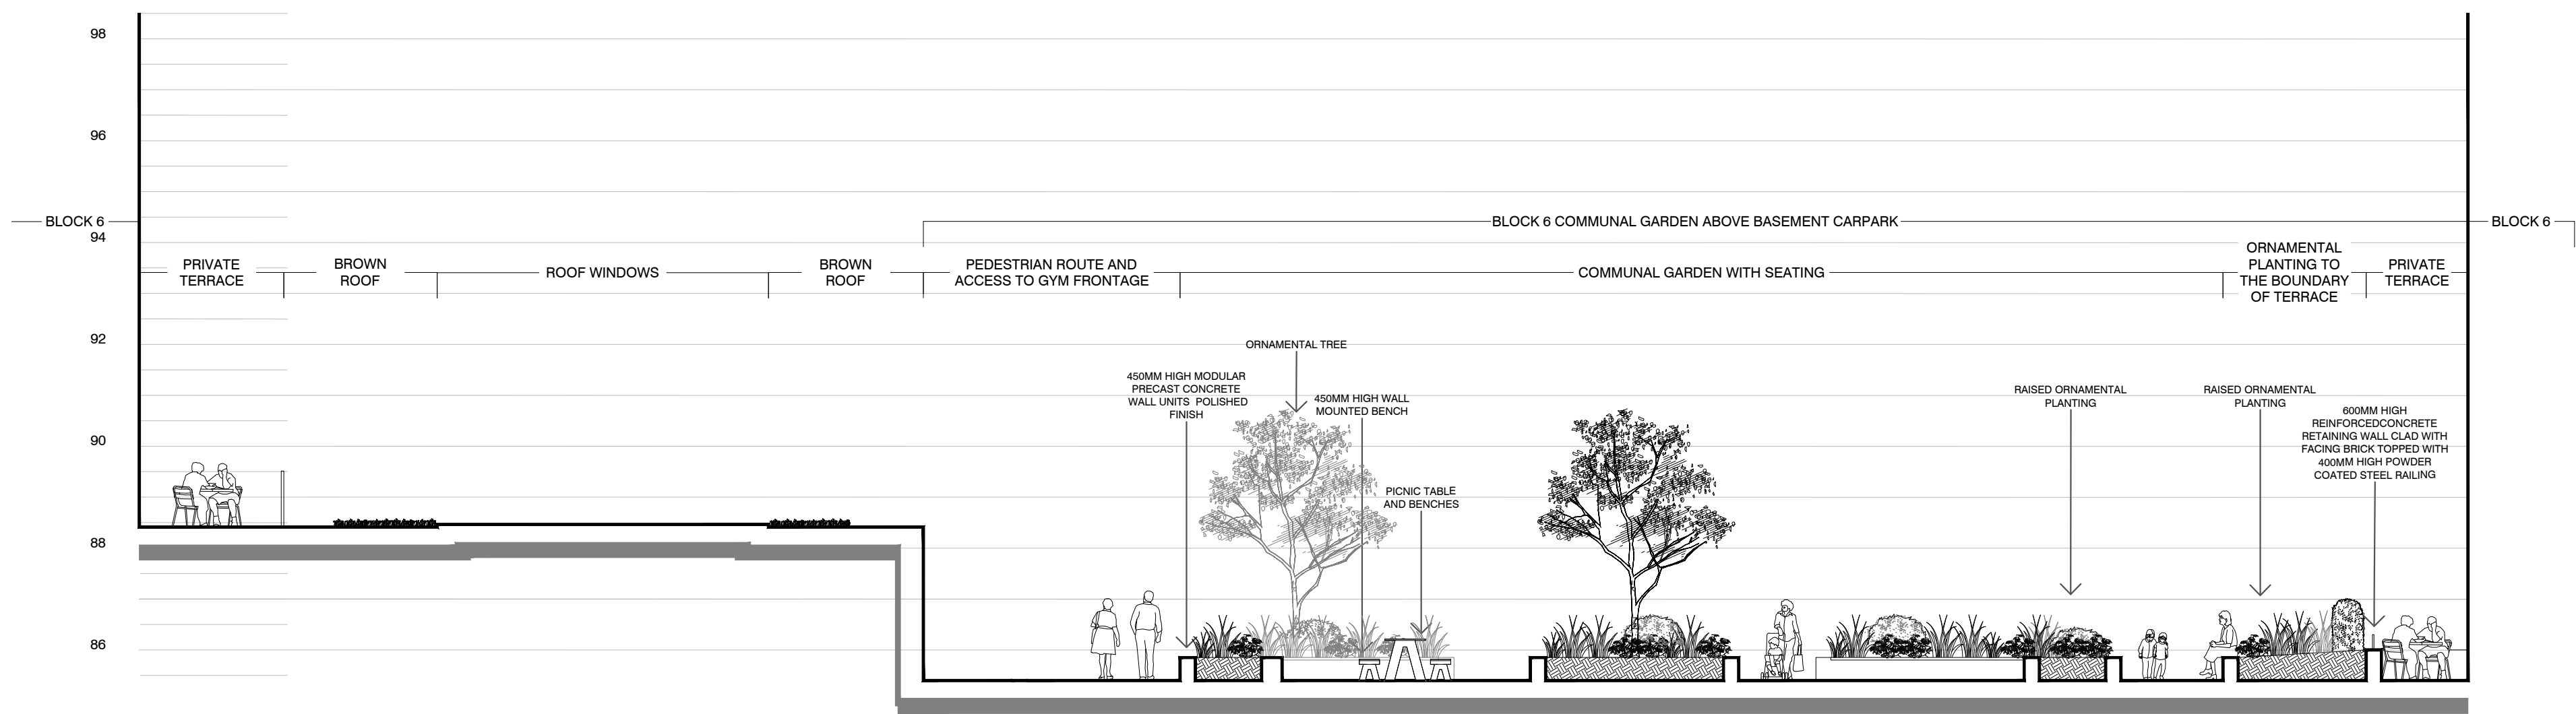 98
96
94
92
90
88
86
BLOCK 6
BLOCK 6 COMMUNAL GARDEN ABOVE BASEMENT CARPARK
BLOCK 6
PRIVATE
TERRACE
BROWN
ROOF
ROOF WINDOWS
BROWN
ROOF
PEDESTRIAN ROUTE AND
ACCESS TO GYM FRONTAGE
COMMUNAL GARDEN WITH SEATING
ORNAMENTAL
PLANTING TO
THE BOUNDARY
OF TERRACE
PRIVATE
TERRACE
450MM HIGH MODULAR
PRECAST CONCRETE
WALL UNITS POLISHED
FINISH
ORNAMENTAL TREE
450MM HIGH WALL
MOUNTED BENCH
PICNIC TABLE
AND BENCHES
RAISED ORNAMENTAL
PLANTING
RAISED ORNAMENTAL
PLANTING
600MM HIGH
REINFORCEDCONCRETE
RETAINING WALL CLAD WITH
FACING BRICK TOPPED WITH
400MM HIGH POWDER
COATED STEEL RAILING